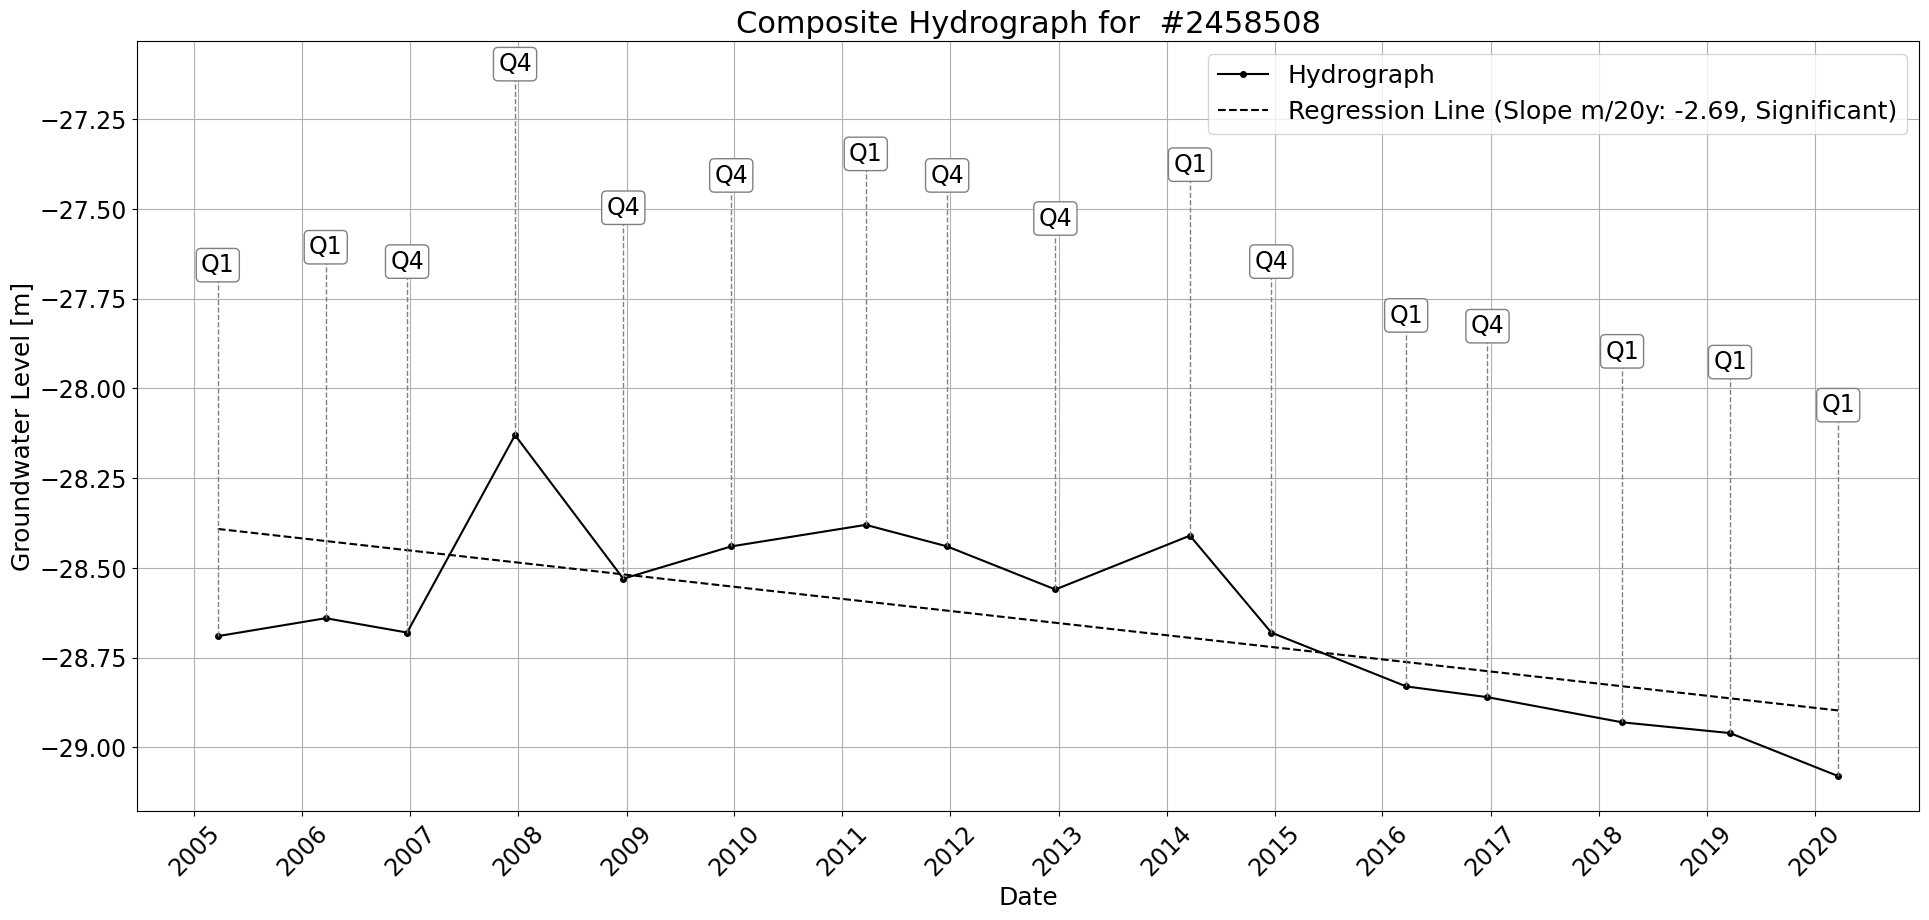 Composite Hydrograph for  #2458508
Hydrograph
Regression Line (Slope m/20y: -2.69, Significant)
Q4
Q1
Q1
Q4
Q4
Q1
Q4
Q4
Q4
Q1
Q4
Q4
Q1
Q1
Q4
Q1
Q1
Q1
Groundwater Level [m]
−27.25
−27.50
−27.75
−28.00
−28.25
−28.50
−28.75
−29.00
2005
2006
2007
2008
2009
2010
2011
2012
2013
2014
2015
2016
2017
2018
2019
2020
Date